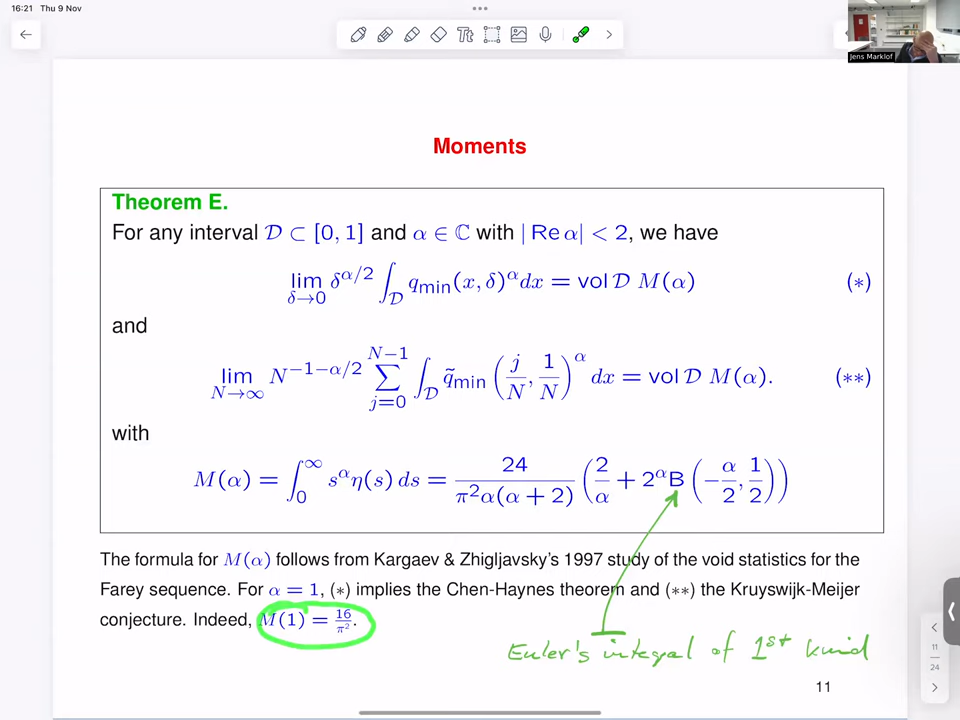 16:21 Thu 9 Nov
Tt
Jens Marklof
Moments
Theorem E.
For any interval 𝒟 ⊂ [0, 1] and α ∈ ℂ with | Re α| < 2, we have
lim_{δ→0} δ^{α/2} ∫_𝒟 q_min(x, δ)^α dx = vol 𝒟 M(α) (∗)
and
lim_{N→∞} N^{−1−α/2} ∑_{j=0}^{N−1} ∫_𝒟 q̃_min(j/N, 1/N)^α dx = vol 𝒟 M(α). (∗∗)
with
M(α) = ∫_0^∞ s^α η(s) ds = 24/(π²α(α + 2)) (2/α + 2^α B(−α/2, 1/2))
The formula for M(α) follows from Kargaev & Zhigljavsky's 1997 study of the void statistics for the
Farey sequence. For α = 1, (∗) implies the Chen-Haynes theorem and (∗∗) the Kruyswijk-Meijer
conjecture. Indeed, M(1) = 16/π².
Euler's integral of 1st kind
11
11
24